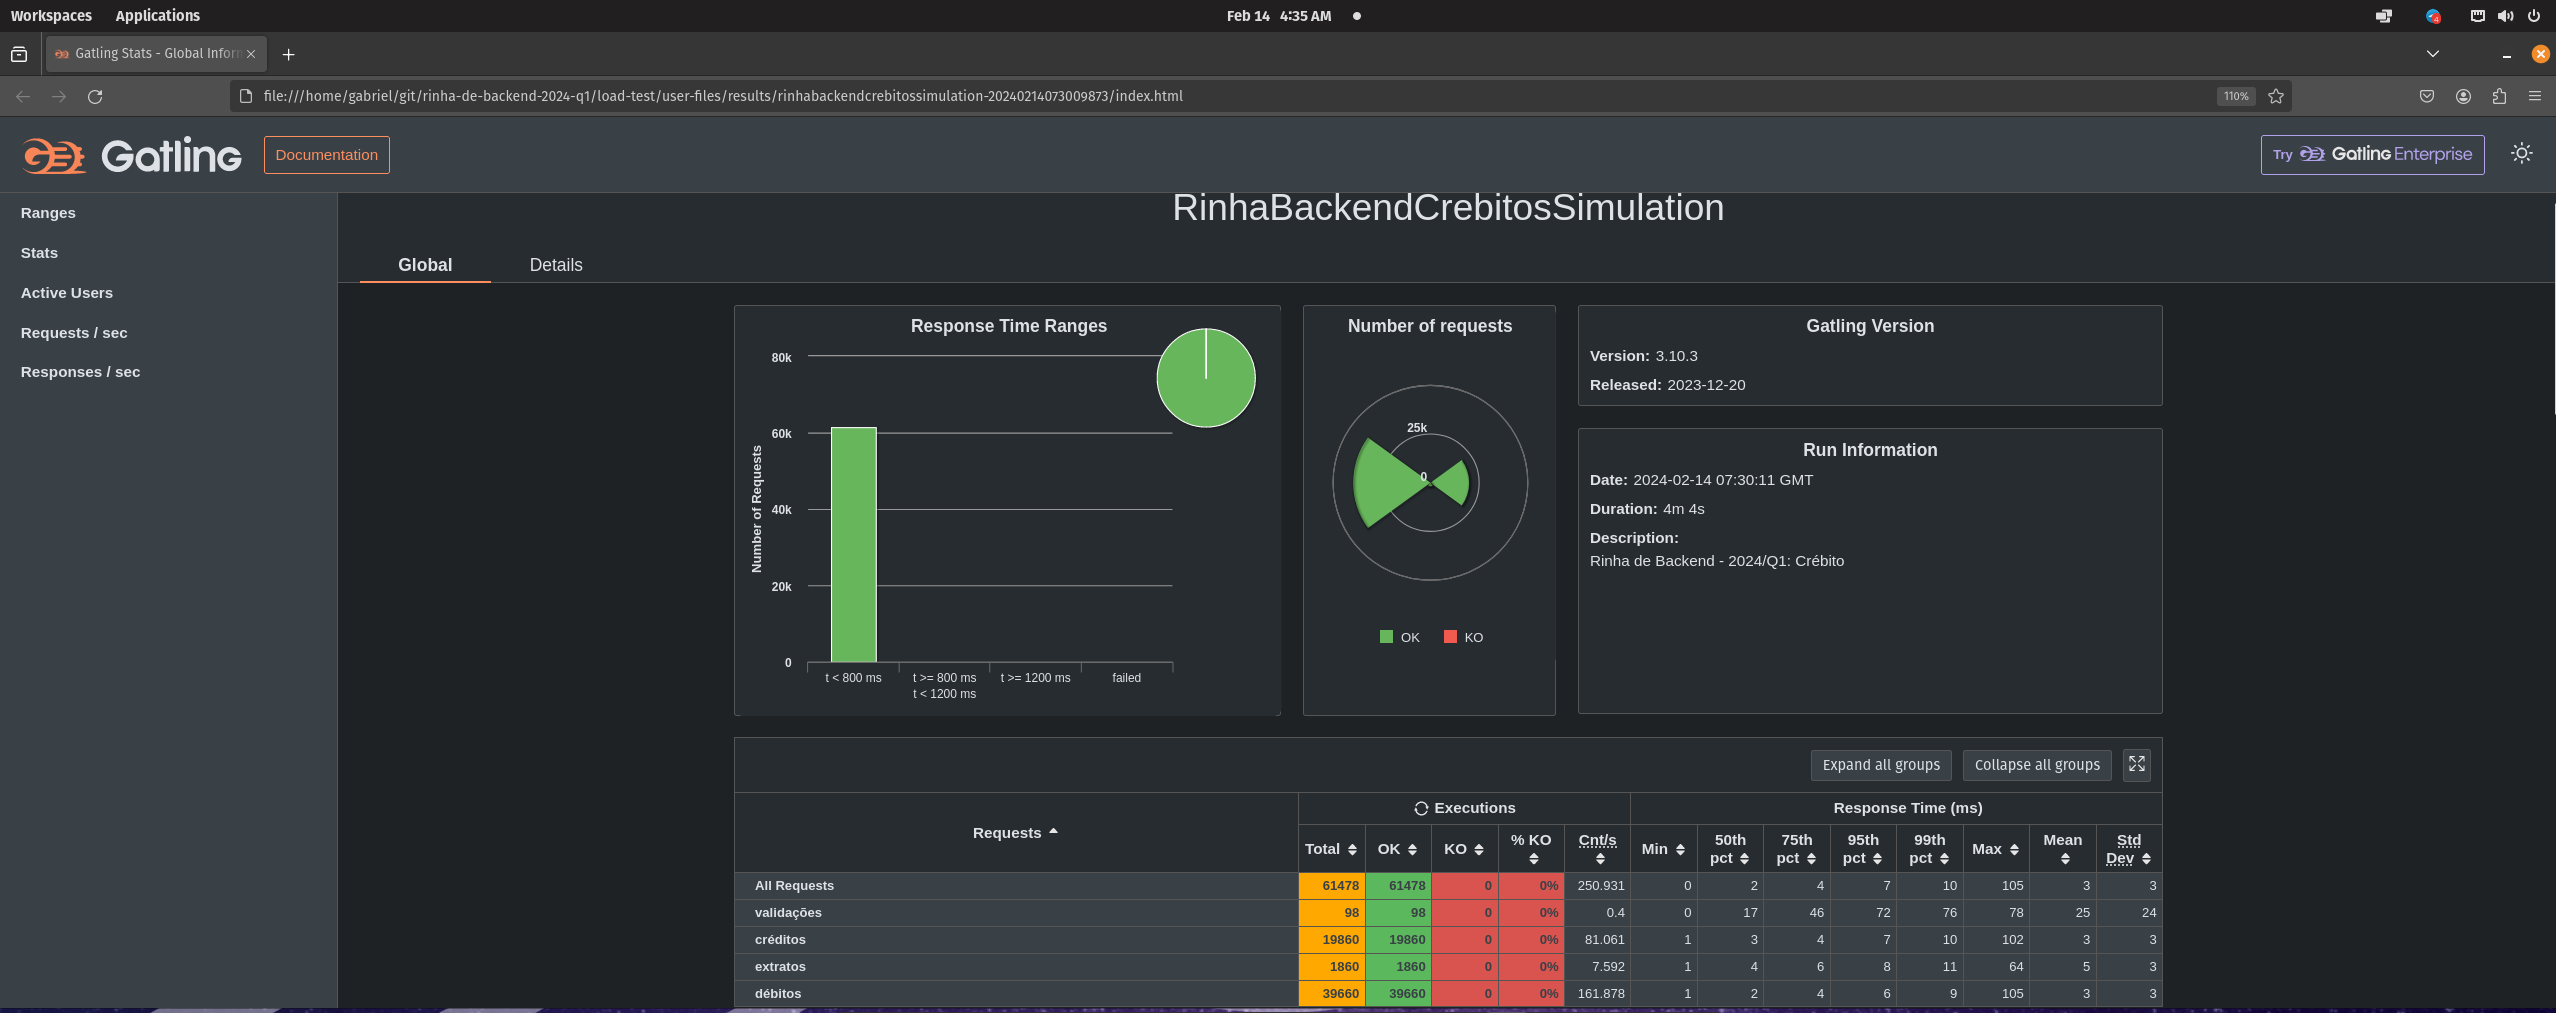 Workspaces Applications Feb 14 4:35 AM
Gatling Stats - Global Inform
file:///home/gabriel/git/rinha-de-backend-2024-q1/load-test/user-files/results/rinhabackendcrebitossimulation-20240214073009873/index.html 110%
Gatling Documentation Try Gatling Enterprise
Ranges
Stats
Active Users
Requests / sec
Responses / sec
RinhaBackendCrebitosSimulation
Global Details
Response Time Ranges
80k
60k
40k
20k
0
Number of Requests
t < 800 ms t >= 800 ms t >= 1200 ms failed
t < 1200 ms
Number of requests
25k
0
OK KO
Gatling Version
Version: 3.10.3
Released: 2023-12-20
Run Information
Date: 2024-02-14 07:30:11 GMT
Duration: 4m 4s
Description:
Rinha de Backend - 2024/Q1: Crébito
Expand all groups Collapse all groups
Requests Executions Response Time (ms)
Total OK KO % KO Cnt/s Min 50th pct 75th pct 95th pct 99th pct Max Mean Std Dev
All Requests 61478 61478 0 0% 250.931 0 2 4 7 10 105 3 3
validações 98 98 0 0% 0.4 0 17 46 72 76 78 25 24
créditos 19860 19860 0 0% 81.061 1 3 4 7 10 102 3 3
extratos 1860 1860 0 0% 7.592 1 4 6 8 11 64 5 3
débitos 39660 39660 0 0% 161.878 1 2 4 6 9 105 3 3